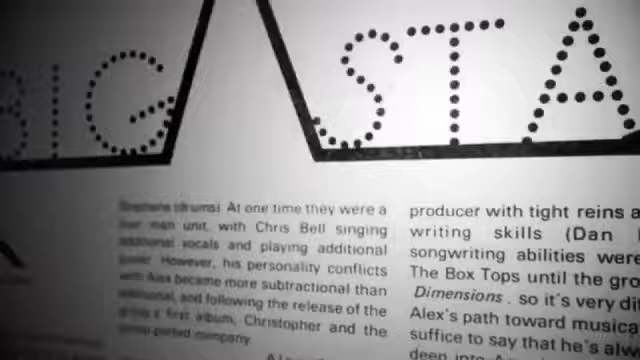 BIG STA
Stephens (drums) At one time they were a
four man unit, with Chris Bell singing
additional vocals and playing additional
guitar. However, his personality conflicts
with Alex became more subtractional than
additional, and following the release of the
group's first album, Christopher and the
group parted company.
producer with tight reins a
writing skills (Dan
songwriting abilities were
The Box Tops until the gro
Dimensions . so it's very dif
Alex's path toward musica
suffice to say that he's alw
deep into A